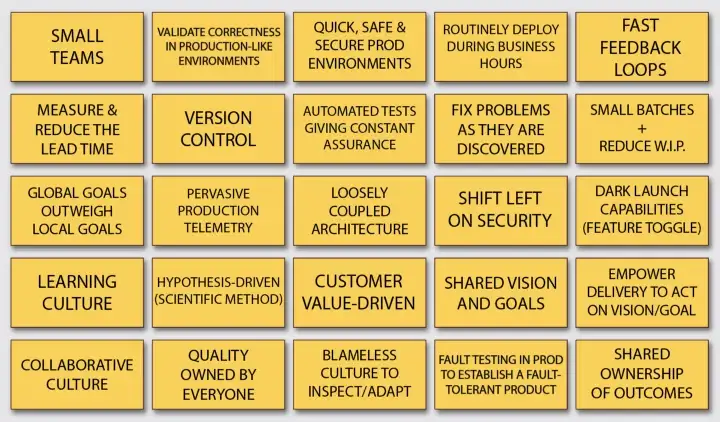 SMALL
TEAMS
VALIDATE CORRECTNESS
IN PRODUCTION-LIKE
ENVIRONMENTS
QUICK, SAFE &
SECURE PROD
ENVIRONMENTS
ROUTINELY DEPLOY
DURING BUSINESS
HOURS
FAST
FEEDBACK
LOOPS
MEASURE &
REDUCE THE
LEAD TIME
VERSION
CONTROL
AUTOMATED TESTS
GIVING CONSTANT
ASSURANCE
FIX PROBLEMS
AS THEY ARE
DISCOVERED
SMALL BATCHES
+
REDUCE W.I.P.
GLOBAL GOALS
OUTWEIGH
LOCAL GOALS
PERVASIVE
PRODUCTION
TELEMETRY
LOOSELY
COUPLED
ARCHITECTURE
SHIFT LEFT
ON SECURITY
DARK LAUNCH
CAPABILITIES
(FEATURE TOGGLE)
LEARNING
CULTURE
HYPOTHESIS-DRIVEN
(SCIENTIFIC METHOD)
CUSTOMER
VALUE-DRIVEN
SHARED VISION
AND GOALS
EMPOWER
DELIVERY TO ACT
ON VISION/GOAL
COLLABORATIVE
CULTURE
QUALITY
OWNED BY
EVERYONE
BLAMELESS
CULTURE TO
INSPECT/ADAPT
FAULT TESTING IN PROD
TO ESTABLISH A FAULT-
TOLERANT PRODUCT
SHARED
OWNERSHIP
OF OUTCOMES